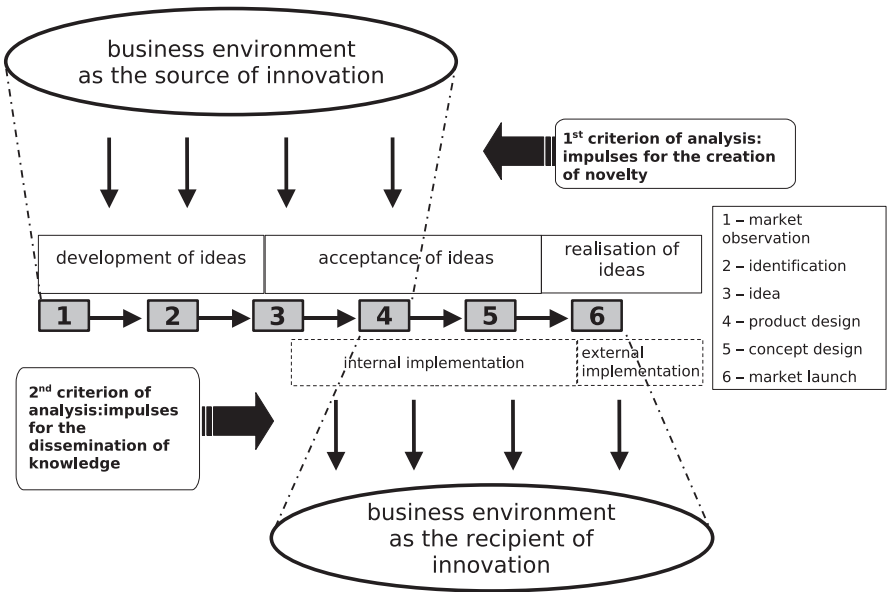 business environment
as the source of innovation
1st criterion of analysis:
impulses for the creation
of novelty
development of ideas
acceptance of ideas
realisation of
ideas
1 – market
observation
2 – identification
3 – idea
4 – product design
5 – concept design
6 – market launch
1
2
3
4
5
6
internal implementation
external
implementation
2nd criterion of
analysis:impulses
for the
dissemination of
knowledge
business environment
as the recipient of
innovation